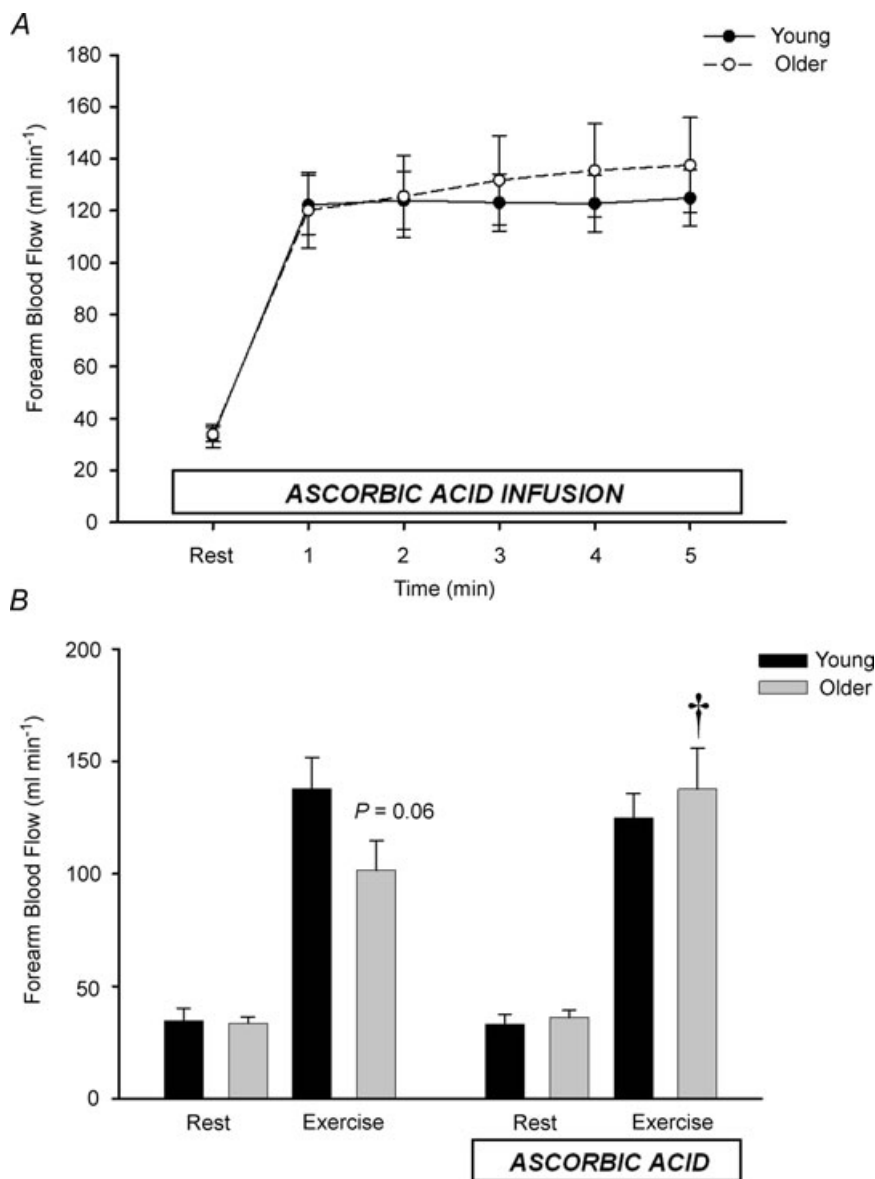 A
Young
Older
Forearm Blood Flow (ml min⁻¹)
180
160
140
120
100
80
60
40
20
0
ASCORBIC ACID INFUSION
Rest 1 2 3 4 5
Time (min)
B
Young
Older
Forearm Blood Flow (ml min⁻¹)
200
150
100
50
0
P = 0.06
†
Rest Exercise Rest Exercise
ASCORBIC ACID